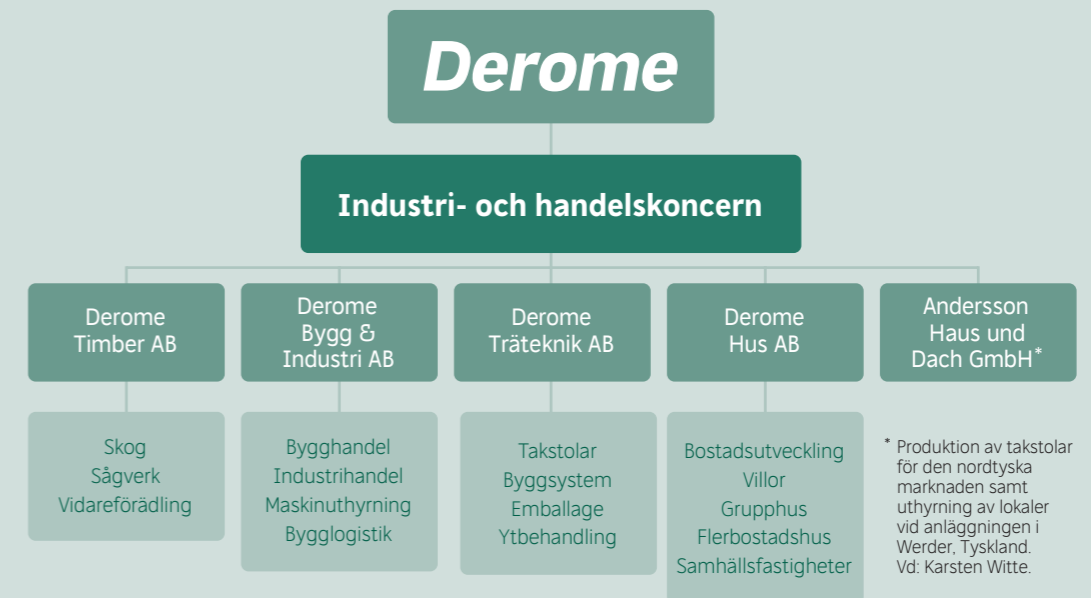 Derome
Industri- och handelskoncern
Derome
Timber AB
Derome
Bygg &
Industri AB
Derome
Träteknik AB
Derome
Hus AB
Andersson
Haus und
Dach GmbH*
Skog
Sågverk
Vidareförädling
Bygghandel
Industrihandel
Maskinuthyrning
Bygglogistik
Takstolar
Byggsystem
Emballage
Ytbehandling
Bostadsutveckling
Villor
Grupphus
Flerbostadshus
Samhällsfastigheter
* Produktion av takstolar
för den nordtyska
marknaden samt
uthyrning av lokaler
vid anläggningen i
Werder, Tyskland.
Vd: Karsten Witte.